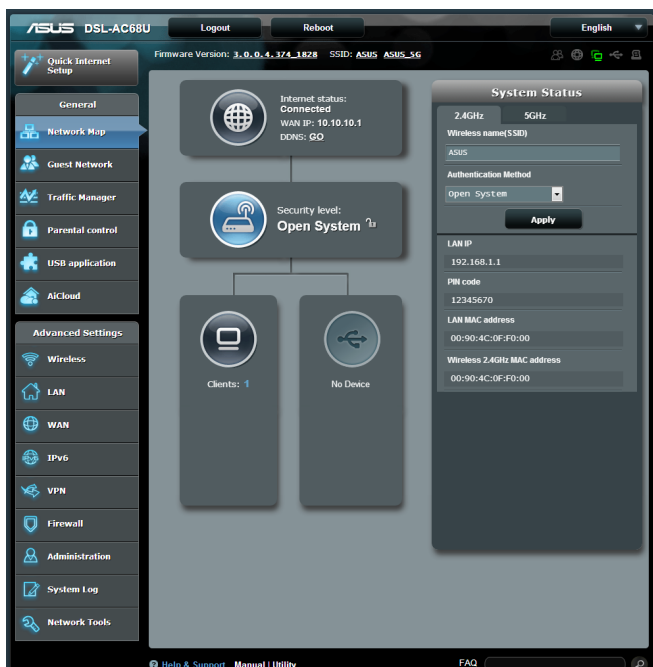 ASUS DSL-AC68U
Logout
Reboot
English
Quick Internet
Setup
Firmware Version: 3.0.0.4.374_1828 SSID: ASUS ASUS_5G
General
Network Map
Guest Network
Traffic Manager
Parental control
USB application
AiCloud
Advanced Settings
Wireless
LAN
WAN
IPv6
VPN
Firewall
Administration
System Log
Network Tools
Internet status:
Connected
WAN IP: 10.10.10.1
DDNS: GO
Security level:
Open System
Clients: 1
No Device
System Status
2.4GHz
5GHz
Wireless name(SSID)
ASUS
Authentication Method
Open System
Apply
LAN IP
192.168.1.1
PIN code
12345670
LAN MAC address
00:90:4C:0F:F0:00
Wireless 2.4GHz MAC address
00:90:4C:0F:F0:00
Help & Support Manual | Utility
FAQ